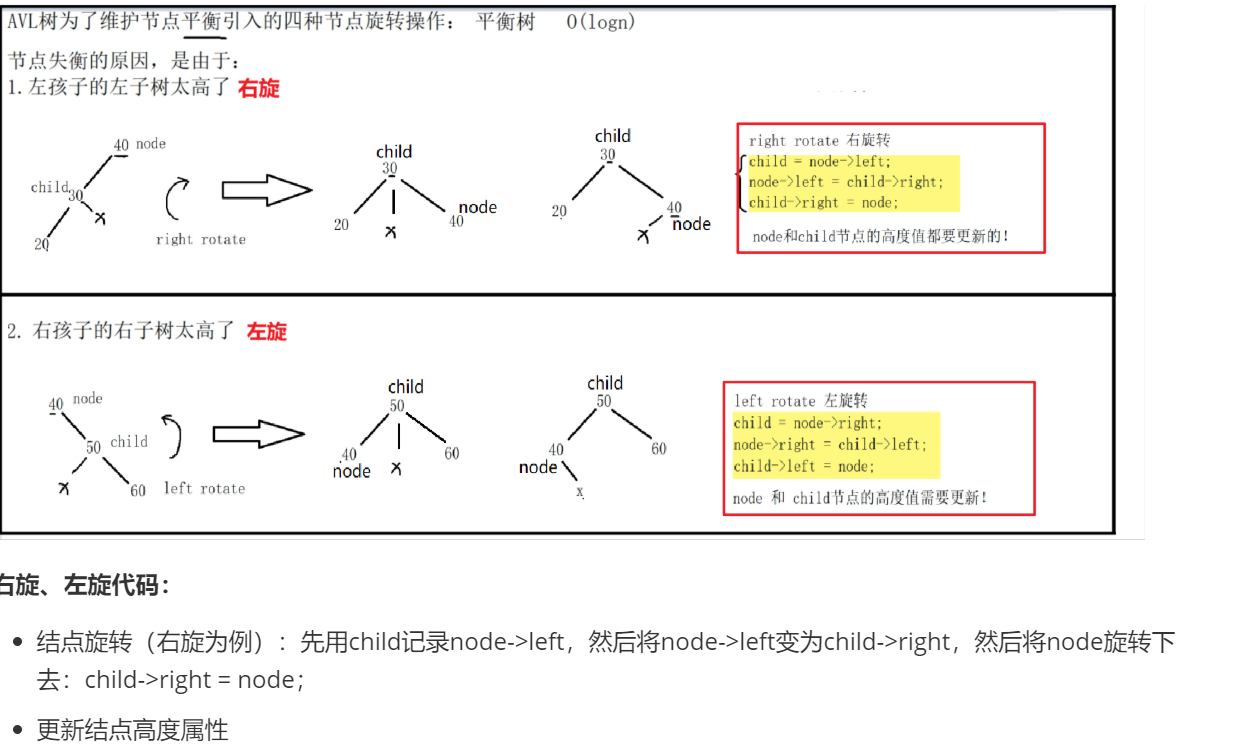 AVL树为了维护节点平衡引入的四种节点旋转操作： 平衡树 O(logn)
节点失衡的原因，是由于：
1.左孩子的左子树太高了 右旋
40 node
child 30
x
20
right rotate
child
30
20
x
node
40
child
30
20
40
node
x
right rotate 右旋转
child = node->left;
node->left = child->right;
child->right = node;
node和child节点的高度值都要更新的!
2. 右孩子的右子树太高了 左旋
40 node
50 child
x
60 left rotate
child
50
40
node
x
60
child
50
40
node
60
x
left rotate 左旋转
child = node->right;
node->right = child->left;
child->left = node;
node 和 child节点的高度值需要更新!
右旋、左旋代码：
结点旋转（右旋为例）：先用child记录node->left，然后将node->left变为child->right，然后将node旋转下
去：child->right = node；
更新结点高度属性